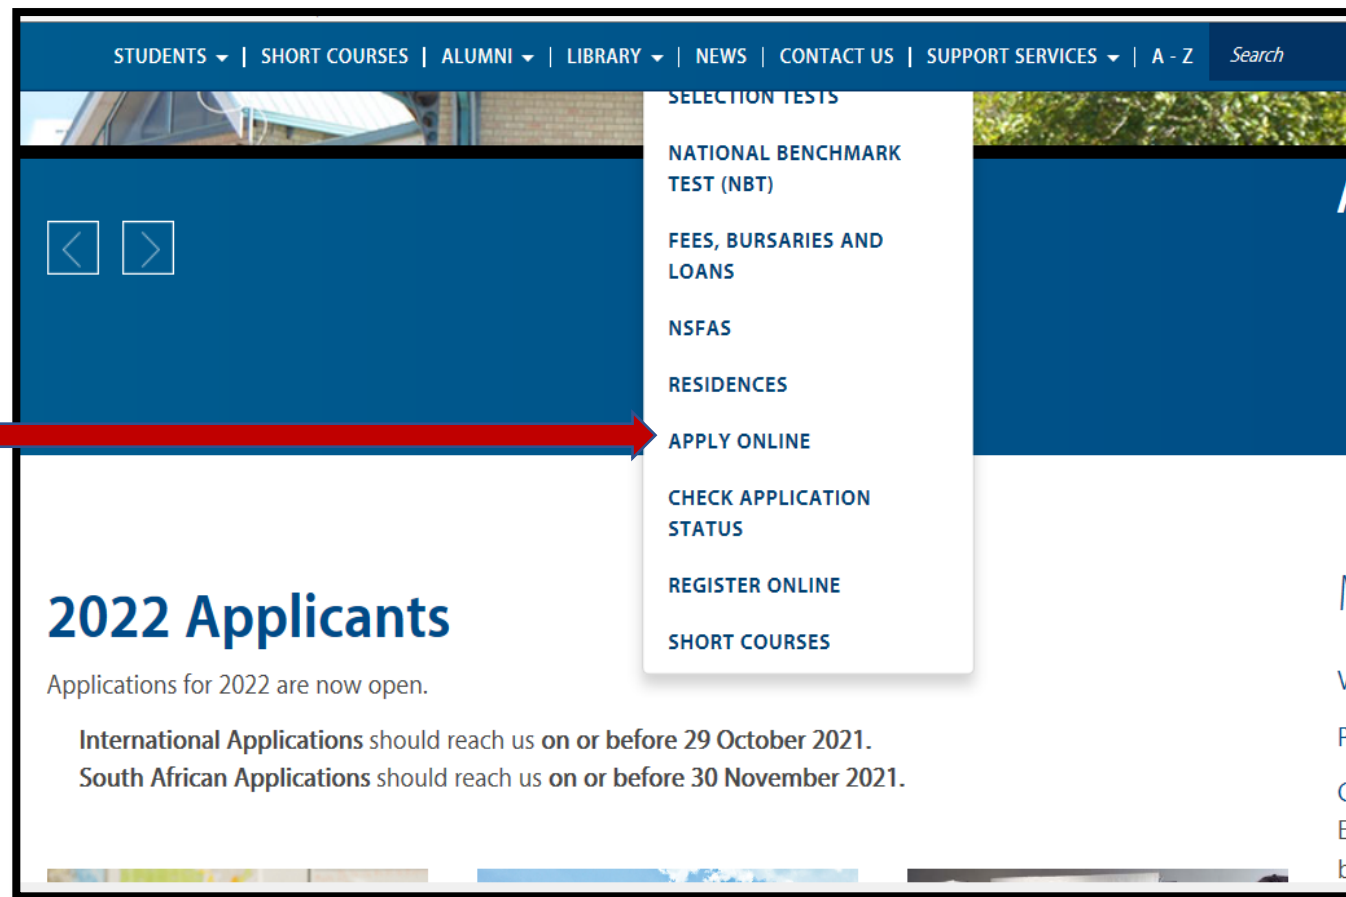 STUDENTS | SHORT COURSES | ALUMNI | LIBRARY | NEWS | CONTACT US | SUPPORT SERVICES | A - Z Search
SELECTION TESTS
NATIONAL BENCHMARK
TEST (NBT)
FEES, BURSARIES AND
LOANS
NSFAS
RESIDENCES
APPLY ONLINE
CHECK APPLICATION
STATUS
REGISTER ONLINE
SHORT COURSES
2022 Applicants
Applications for 2022 are now open.
International Applications should reach us on or before 29 October 2021.
South African Applications should reach us on or before 30 November 2021.